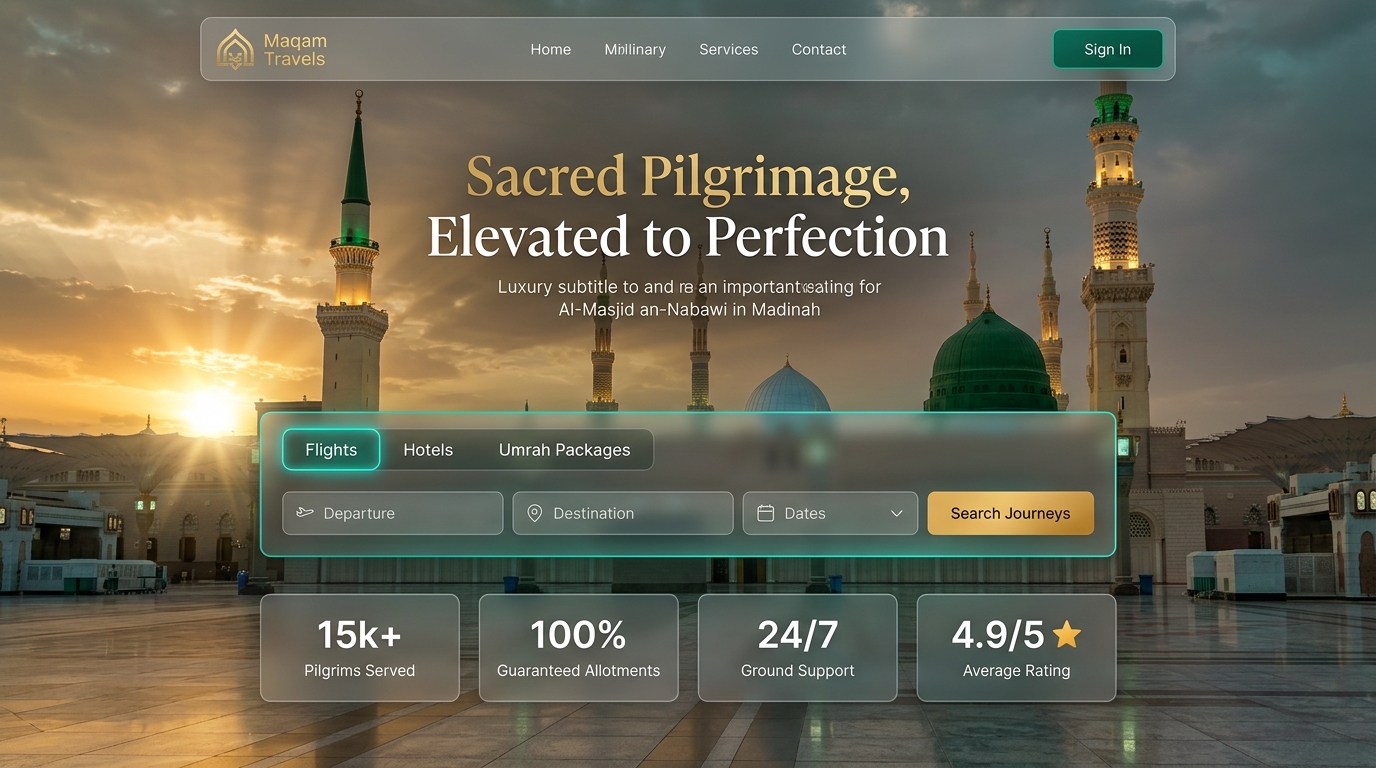 Maqam
Travels
Home
Services
Contact
Sign In
Sacred Pilgrimage,
Elevated to Perfection
Luxury subtitle to and re an important for
Al-Masjid an-Nabawi in Madinah
Flights
Hotels
Umrah Packages
Departure
Destination
Dates
Search Journeys
15k+
Pilgrims Served
100%
Guaranteed Allotments
24/7
Ground Support
4.9/5
Average Rating